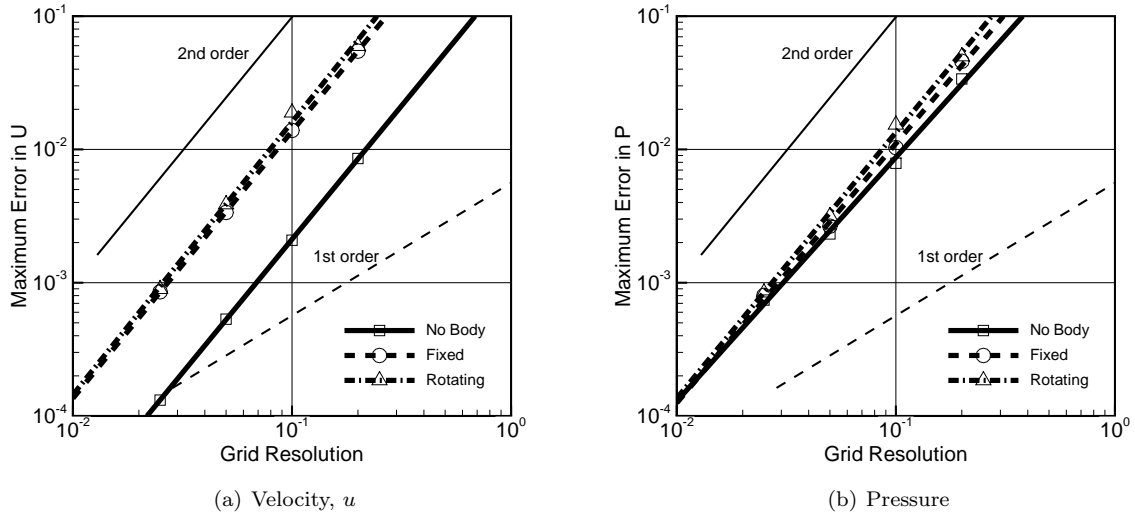 10^-1
10^-2
10^-3
10^-4
Maximum Error in U
2nd order
1st order
No Body
Fixed
Rotating
10^-2
10^-1
10^0
Grid Resolution
(a) Velocity, u
10^-1
10^-2
10^-3
10^-4
Maximum Error in P
2nd order
1st order
No Body
Fixed
Rotating
10^-2
10^-1
10^0
Grid Resolution
(b) Pressure